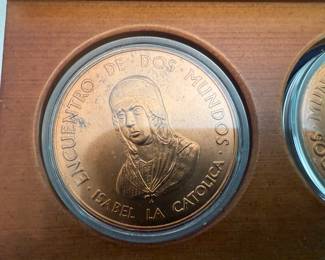 · ENCUENTRO · DE · DOS · MUNDOS ·
ISABEL LA CATOLICA